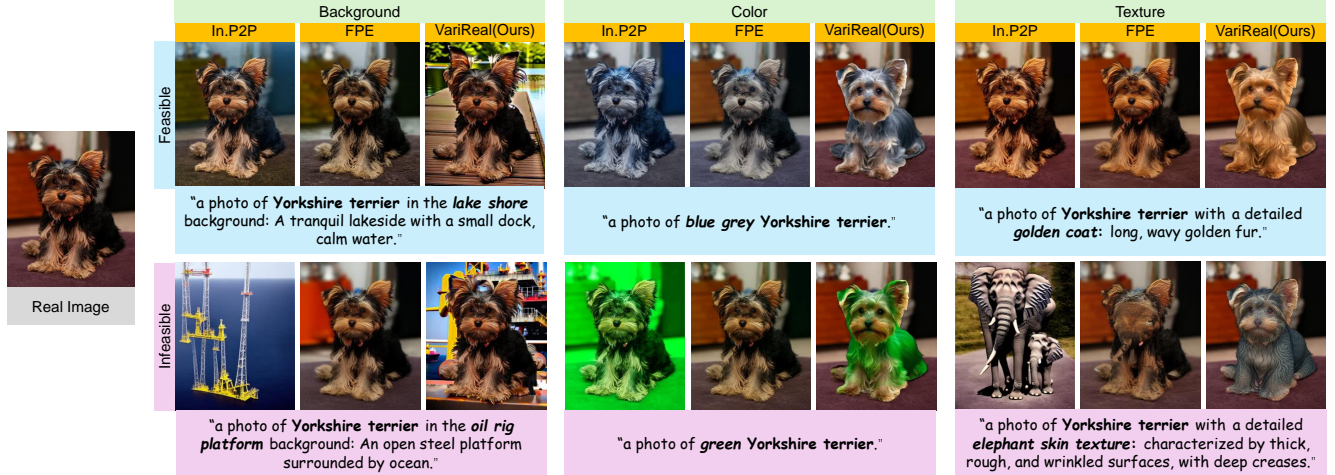 Background
Color
Texture
In.P2P
FPE
VariReal(Ours)
In.P2P
FPE
VariReal(Ours)
In.P2P
FPE
VariReal(Ours)
Feasible
Real Image
“a photo of Yorkshire terrier in the lake shore
background: A tranquil lakeside with a small dock,
calm water.”
“a photo of blue grey Yorkshire terrier.”
“a photo of Yorkshire terrier with a detailed
golden coat: long, wavy golden fur.”
Infeasible
“a photo of Yorkshire terrier in the oil rig
platform background: An open steel platform
surrounded by ocean.”
“a photo of green Yorkshire terrier.”
“a photo of Yorkshire terrier with a detailed
elephant skin texture: characterized by thick,
rough, and wrinkled surfaces, with deep creases.”